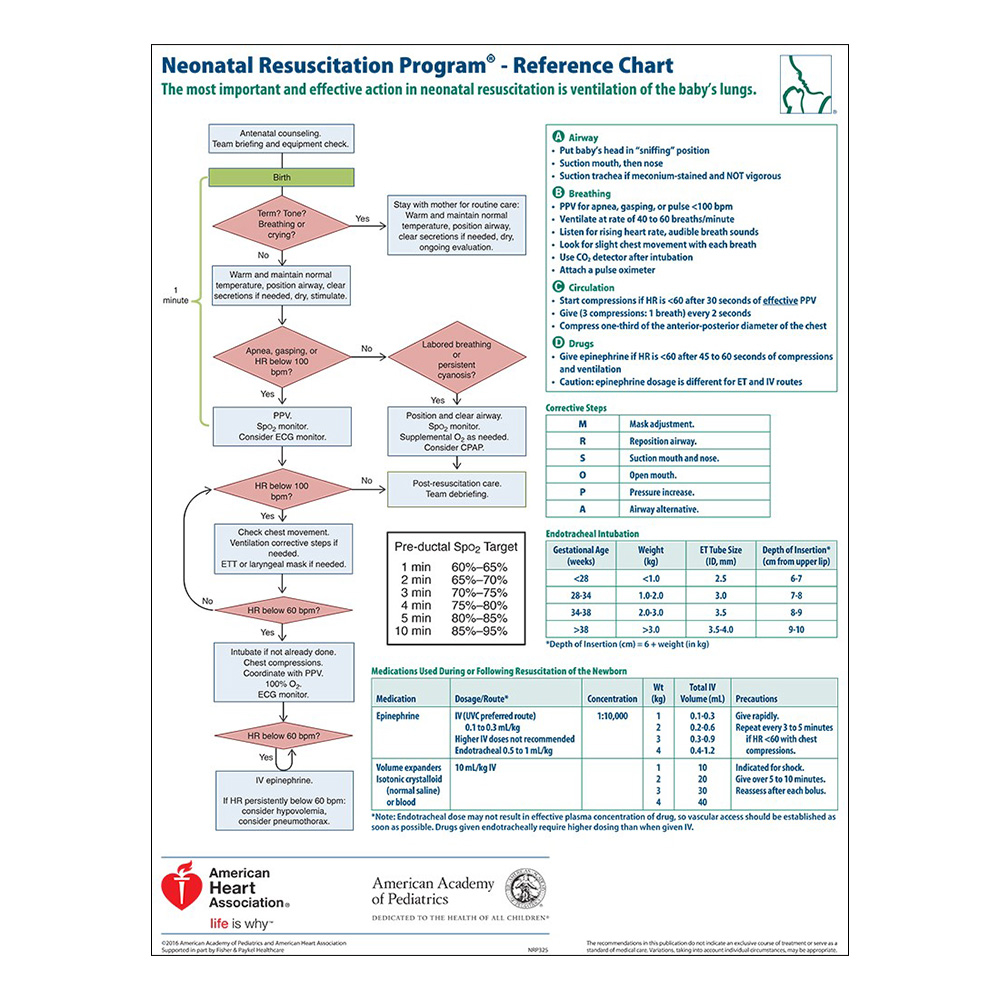 Neonatal Resuscitation Program® - Reference Chart
The most important and effective action in neonatal resuscitation is ventilation of the baby's lungs.
Antenatal counseling.
Team briefing and equipment check.
Birth
Term? Tone?
Breathing or
crying?
Yes
Stay with mother for routine care:
Warm and maintain normal
temperature, position airway,
clear secretions if needed, dry,
ongoing evaluation.
No
Warm and maintain normal
temperature, position airway, clear
secretions if needed, dry, stimulate.
1
minute
Apnea, gasping, or
HR below 100
bpm?
No
Labored breathing
or
persistent
cyanosis?
Yes
Yes
PPV.
SpO₂ monitor.
Consider ECG monitor.
Position and clear airway.
SpO₂ monitor.
Supplemental O₂ as needed.
Consider CPAP.
HR below 100
bpm?
No
Post-resuscitation care.
Team debriefing.
Yes
Check chest movement.
Ventilation corrective steps if
needed.
ETT or laryngeal mask if needed.
No
HR below 60 bpm?
Yes
Intubate if not already done.
Chest compressions.
Coordinate with PPV.
100% O₂.
ECG monitor.
HR below 60 bpm?
Yes
IV epinephrine.
If HR persistently below 60 bpm:
consider hypovolemia,
consider pneumothorax.
Pre-ductal SpO₂ Target
1 min 60%–65%
2 min 65%–70%
3 min 70%–75%
4 min 75%–80%
5 min 80%–85%
10 min 85%–95%
A Airway
• Put baby's head in "sniffing" position
• Suction mouth, then nose
• Suction trachea if meconium-stained and NOT vigorous
B Breathing
• PPV for apnea, gasping, or pulse <100 bpm
• Ventilate at rate of 40 to 60 breaths/minute
• Listen for rising heart rate, audible breath sounds
• Look for slight chest movement with each breath
• Use CO₂ detector after intubation
• Attach a pulse oximeter
C Circulation
• Start compressions if HR is <60 after 30 seconds of effective PPV
• Give (3 compressions: 1 breath) every 2 seconds
• Compress one-third of the anterior-posterior diameter of the chest
D Drugs
• Give epinephrine if HR is <60 after 45 to 60 seconds of compressions
and ventilation
• Caution: epinephrine dosage is different for ET and IV routes
Corrective Steps
M Mask adjustment.
R Reposition airway.
S Suction mouth and nose.
O Open mouth.
P Pressure increase.
A Airway alternative.
Endotracheal Intubation
Gestational Age Weight ET Tube Size Depth of Insertion*
(weeks) (kg) (ID, mm) (cm from upper lip)
<28 <1.0 2.5 6-7
28-34 1.0-2.0 3.0 7-8
34-38 2.0-3.0 3.5 8-9
>38 >3.0 3.5-4.0 9-10
*Depth of Insertion (cm) = 6 + weight (in kg)
Medications Used During or Following Resuscitation of the Newborn
Wt Total IV
Medication Dosage/Route* Concentration (kg) Volume (mL) Precautions
Epinephrine IV (UVC preferred route) 1:10,000 1 0.1-0.3 Give rapidly.
0.1 to 0.3 mL/kg 2 0.2-0.6 Repeat every 3 to 5 minutes
Higher IV doses not recommended 3 0.3-0.9 if HR <60 with chest
Endotracheal 0.5 to 1 mL/kg 4 0.4-1.2 compressions.
Volume expanders 10 mL/kg IV 1 10 Indicated for shock.
Isotonic crystalloid 2 20 Give over 5 to 10 minutes.
(normal saline) 3 30 Reassess after each bolus.
or blood 4 40
*Note: Endotracheal dose may not result in effective plasma concentration of drug, so vascular access should be established as
soon as possible. Drugs given endotracheally require higher dosing than when given IV.
American
Heart
Association®
life is why™
American Academy
of Pediatrics
DEDICATED TO THE HEALTH OF ALL CHILDREN®
©2016 American Academy of Pediatrics and American Heart Association
Supported in part by Fisher & Paykel Healthcare
NRP325
The recommendations in this publication do not indicate an exclusive course of treatment or serve as a
standard of medical care. Variations, taking into account individual circumstances, may be appropriate.